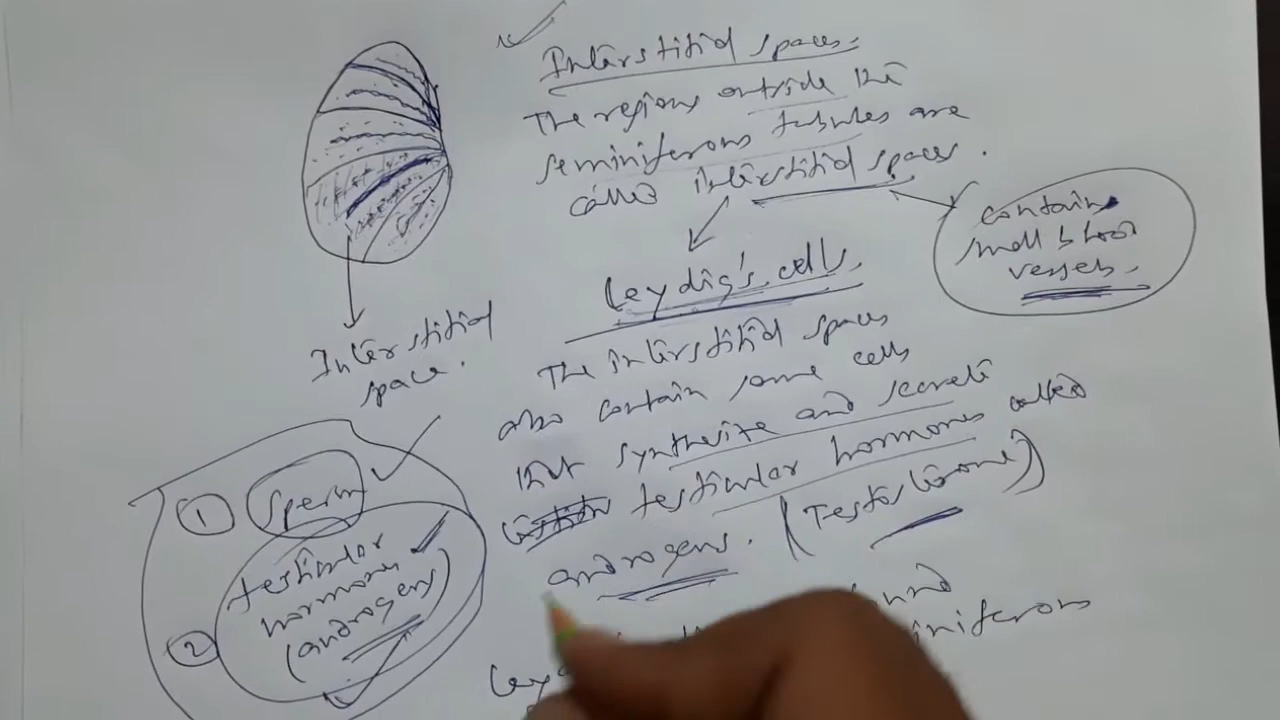 Interstitial spaces.
The regions outside the
seminiferous tubules are
called interstitial spaces.
contains
small blood
vessels.
Leydig's cells.
The interstitial spaces
also contain some cells
that synthesize and secrete
testicular hormones called
androgens. (Testosterone)
Interstitial
space.
① Sperm
② testicular
hormone
(androgens)